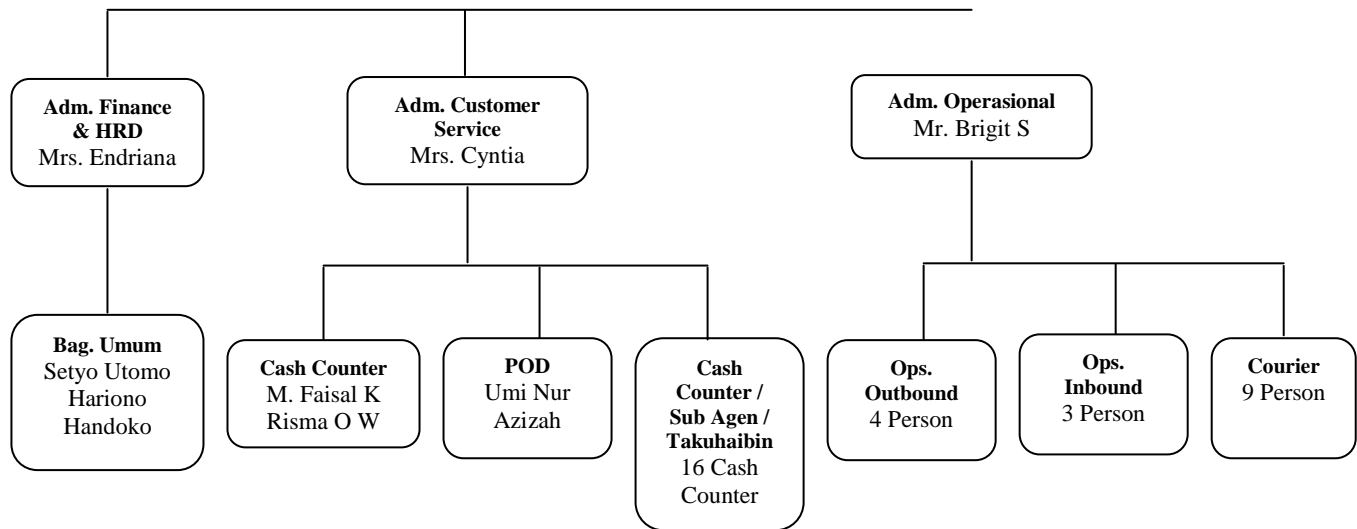 Adm. Finance
& HRD
Mrs. Endriana
Adm. Customer
Service
Mrs. Cyntia
Adm. Operasional
Mr. Brigit S
Bag. Umum
Setyo Utomo
Hariono
Handoko
Cash Counter
M. Faisal K
Risma O W
POD
Umi Nur
Azizah
Cash
Counter /
Sub Agen /
Takuhaibin
16 Cash
Counter
Ops.
Outbound
4 Person
Ops.
Inbound
3 Person
Courier
9 Person